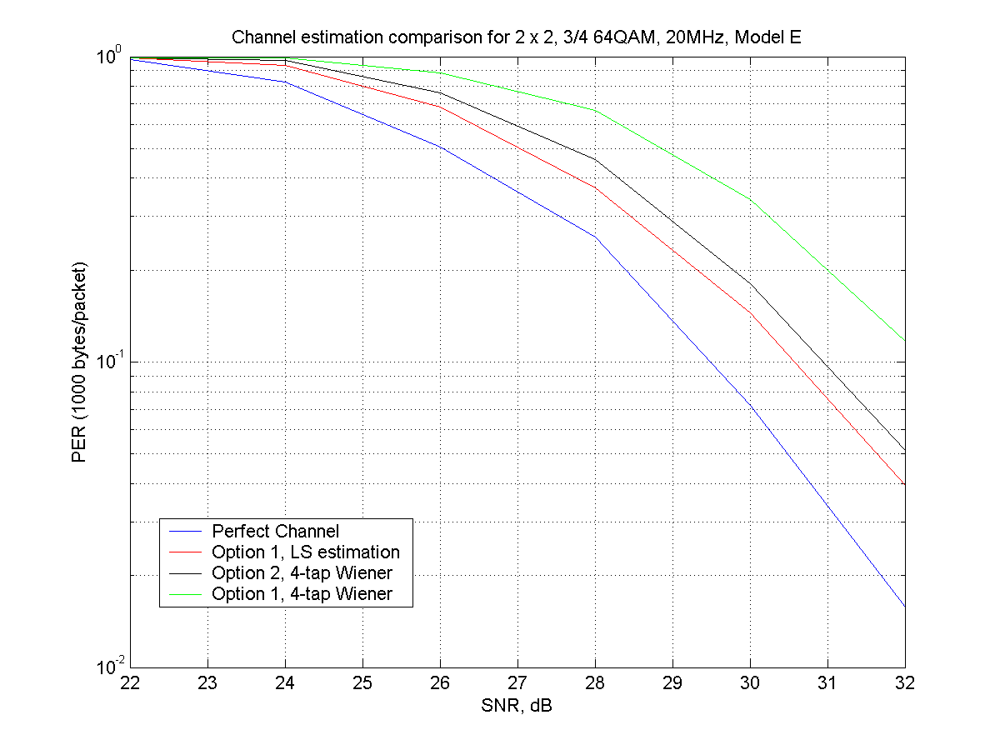 Channel estimation comparison for 2 x 2, 3/4 64QAM, 20MHz, Model E
10^0
10^-1
10^-2
PER (1000 bytes/packet)
Perfect Channel
Option 1, LS estimation
Option 2, 4-tap Wiener
Option 1, 4-tap Wiener
22 23 24 25 26 27 28 29 30 31 32
SNR, dB